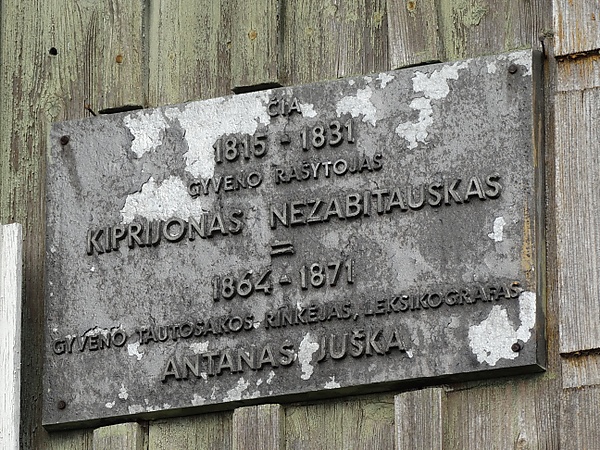 ČIA
1815 - 1831
GYVENO RAŠYTOJAS
KIPRIJONAS NEZABITAUSKAS
=
1864 - 1871
GYVENO TAUTOSAKOS RINKĖJAS, LEKSIKOGRAFAS
ANTANAS JUŠKA